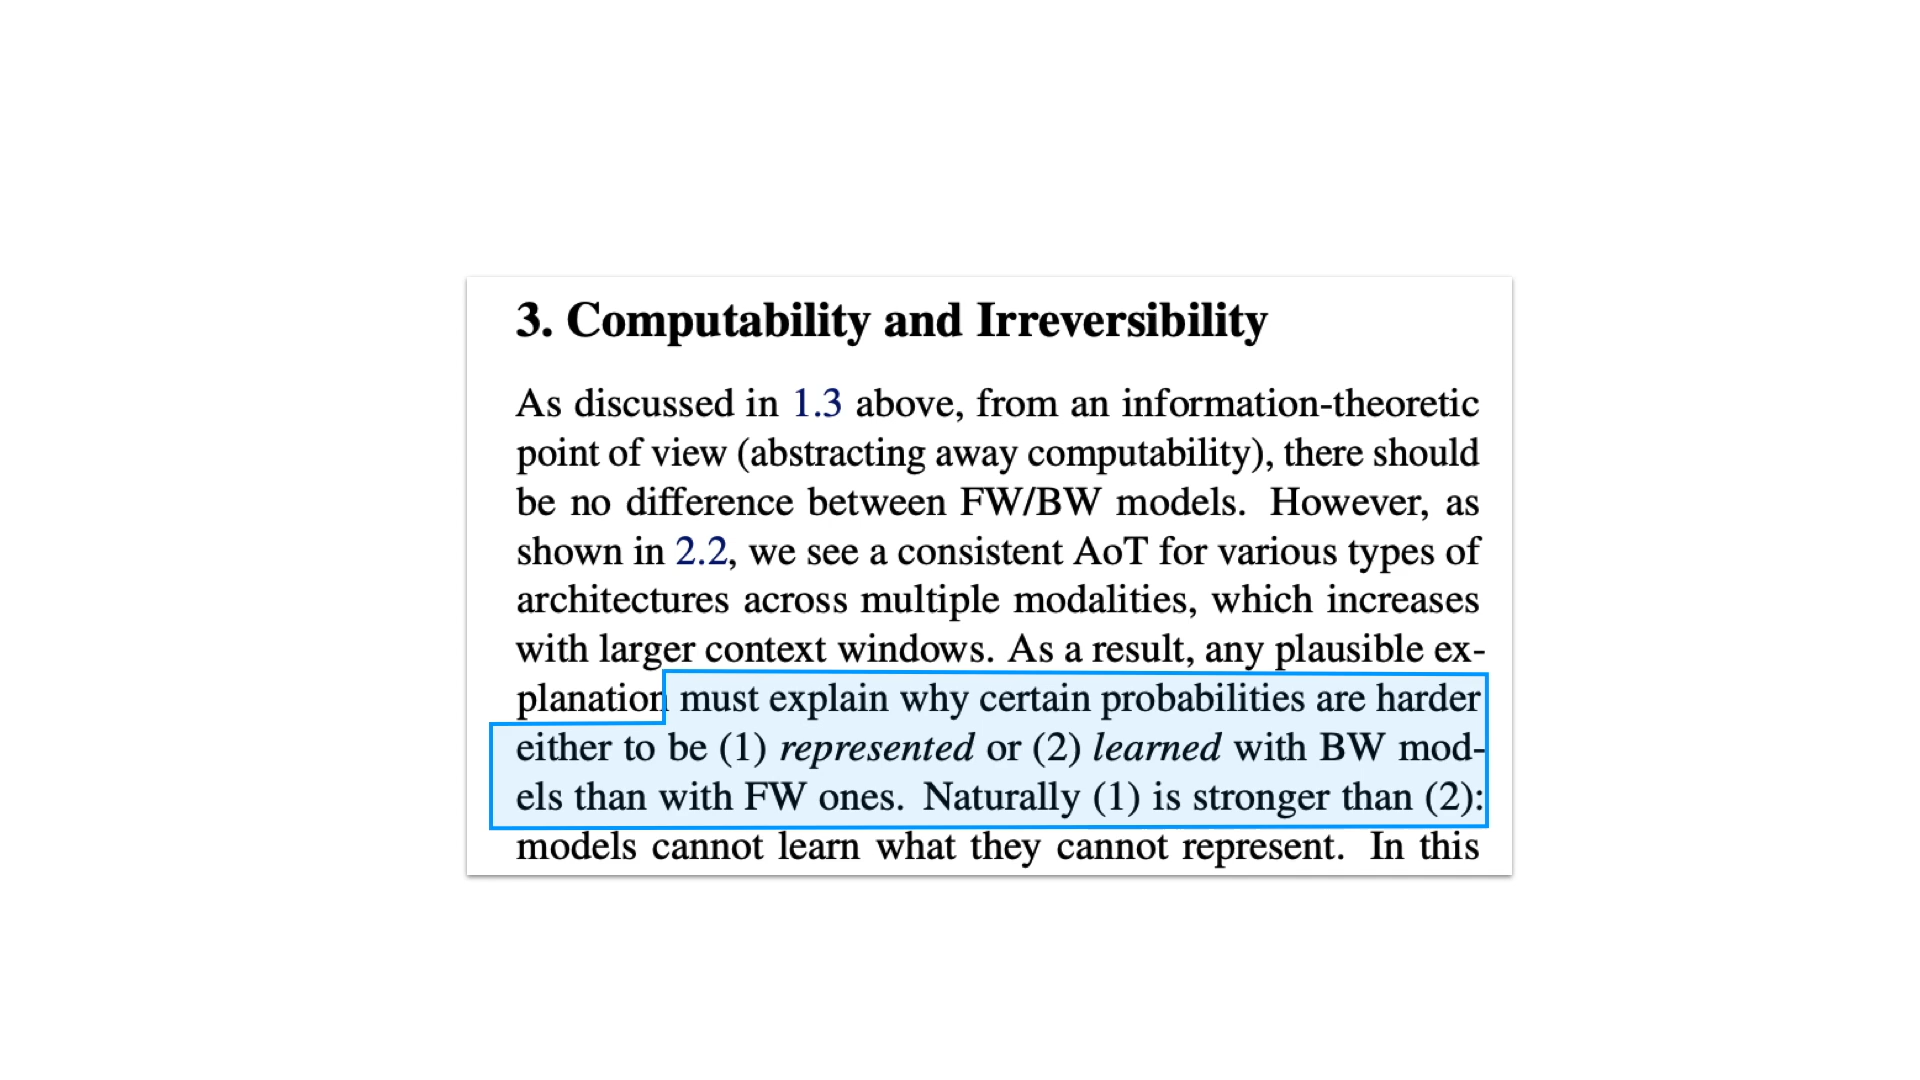 3. Computability and Irreversibility
As discussed in 1.3 above, from an information-theoretic
point of view (abstracting away computability), there should
be no difference between FW/BW models. However, as
shown in 2.2, we see a consistent AoT for various types of
architectures across multiple modalities, which increases
with larger context windows. As a result, any plausible ex-
planation must explain why certain probabilities are harder
either to be (1) represented or (2) learned with BW mod-
els than with FW ones. Naturally (1) is stronger than (2):
models cannot learn what they cannot represent. In this